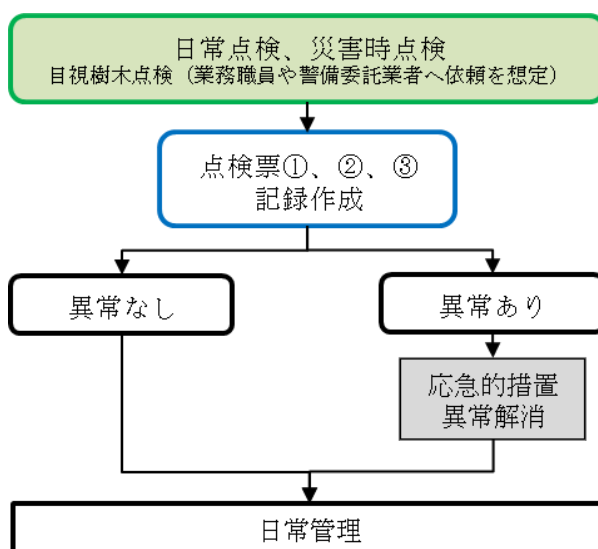 日常点検、災害時点検
目視樹木点検（業務職員や警備委託業者へ依頼を想定）
点検票①、②、③
記録作成
異常なし
異常あり
応急的措置
異常解消
日常管理